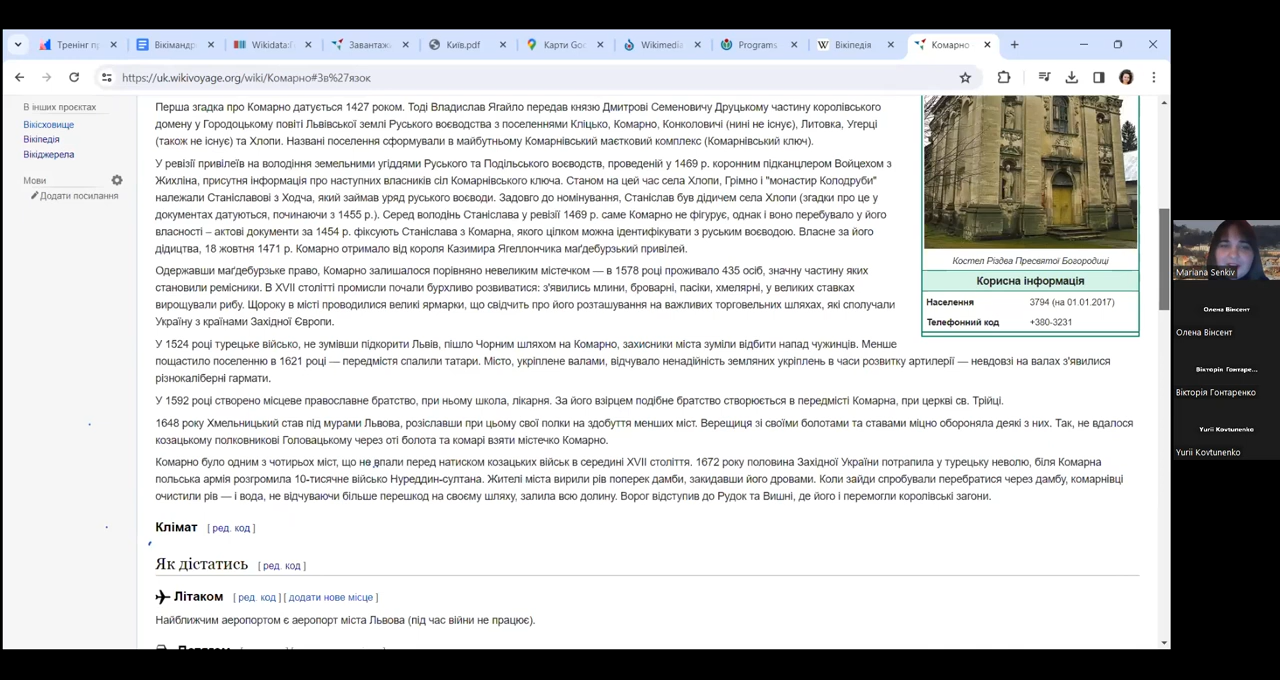 Тренінг п
Вікімандр
Wikidata:
Завантаж
Київ.pdf
Карти Goo
Wikimedia
Programs
Вікіпедія
Комарно
https://uk.wikivoyage.org/wiki/Комарно#Зв%27язок
В інших проєктах
Вікісховище
Вікіпедія
Вікіджерела
Мови
Додати посилання
Перша згадка про Комарно датується 1427 роком. Тоді Владислав Ягайло передав князю Дмитрові Семеновичу Друцькому частину королівського
домену у Городоцькому повіті Львівської землі Руського воєводства з поселеннями Кліцько, Комарно, Конколовичі (нині не існує), Литовка, Угерці
(також не існує) та Хлопи. Названі поселення сформували в майбутньому Комарнівський маєтковий комплекс (Комарнівський ключ).
У ревізії привілеїв на володіння земельними угіддями Руського та Подільського воєводств, проведеній у 1469 р. коронним підканцлером Войцехом з
Жихліна, присутня інформація про наступних власників сіл Комарнівського ключа. Станом на цей час села Хлопи, Грімно і "монастир Колодруби"
належали Станіславові з Ходча, який займав уряд руського воєводи. Задовго до номінування, Станіслав був дідичем села Хлопи (згадки про це у
документах датуються, починаючи з 1455 р.). Серед володінь Станіслава у ревізії 1469 р. саме Комарно не фігурує, однак і воно перебувало у його
власності – актові документи за 1454 р. фіксують Станіслава з Комарна, якого цілком можна ідентифікувати з руським воєводою. Власне за його
дідицтва, 18 жовтня 1471 р. Комарно отримало від короля Казимира Ягеллончика маґдебурзький привілей.
Одержавши маґдебурзьке право, Комарно залишалося порівняно невеликим містечком — в 1578 році проживало 435 осіб, значну частину яких
становили ремісники. В XVII столітті промисли почали бурхливо розвиватися: з'явились млини, броварні, пасіки, хмелярні, у великих ставках
вирощували рибу. Щороку в місті проводилися великі ярмарки, що свідчить про його розташування на важливих торговельних шляхах, які сполучали
Україну з країнами Західної Європи.
У 1524 році турецьке військо, не зумівши підкорити Львів, пішло Чорним шляхом на Комарно, захисники міста зуміли відбити напад чужинців. Менше
пощастило поселенню в 1621 році — передмістя спалили татари. Місто, укріплене валами, відчувало ненадійність земляних укріплень в часи розвитку артилерії — невдовзі на валах з'явилися
різнокаліберні гармати.
У 1592 році створено місцеве православне братство, при ньому школа, лікарня. За його взірцем подібне братство створюється в передмісті Комарна, при церкві св. Трійці.
1648 року Хмельницький став під мурами Львова, розіславши при цьому свої полки на здобуття менших міст. Верещиця зі своїми болотами та ставами міцно обороняла деякі з них. Так, не вдалося
козацькому полковникові Головацькому через оті болота та комарі взяти містечко Комарно.
Комарно було одним з чотирьох міст, що не впали перед натиском козацьких військ в середині XVII століття. 1672 року половина Західної України потрапила у турецьку неволю, біля Комарна
польська армія розгромила 10-тисячне військо Нуреддин-султана. Жителі міста вирили рів поперек дамби, закидавши його дровами. Коли зайди спробували перебратися через дамбу, комарнівці
очистили рів — і вода, не відчуваючи більше перешкод на своєму шляху, залила всю долину. Ворог відступив до Рудок та Вишні, де його і перемогли королівські загони.
Клімат [ ред. код ]
Як дістатись [ ред. код ]
Літаком [ ред. код ] [ додати нове місце ]
Найближчим аеропортом є аеропорт міста Львова (під час війни не працює).
Костел Різдва Пресвятої Богородиці
Корисна інформація
Населення 3794 (на 01.01.2017)
Телефонний код +380-3231
Mariana Senkiv
Олена Вінсент
Олена Вінсент
Вікторія Гонтаре...
Вікторія Гонтаренко
Yurii Kovtunenko
Yurii Kovtunenko